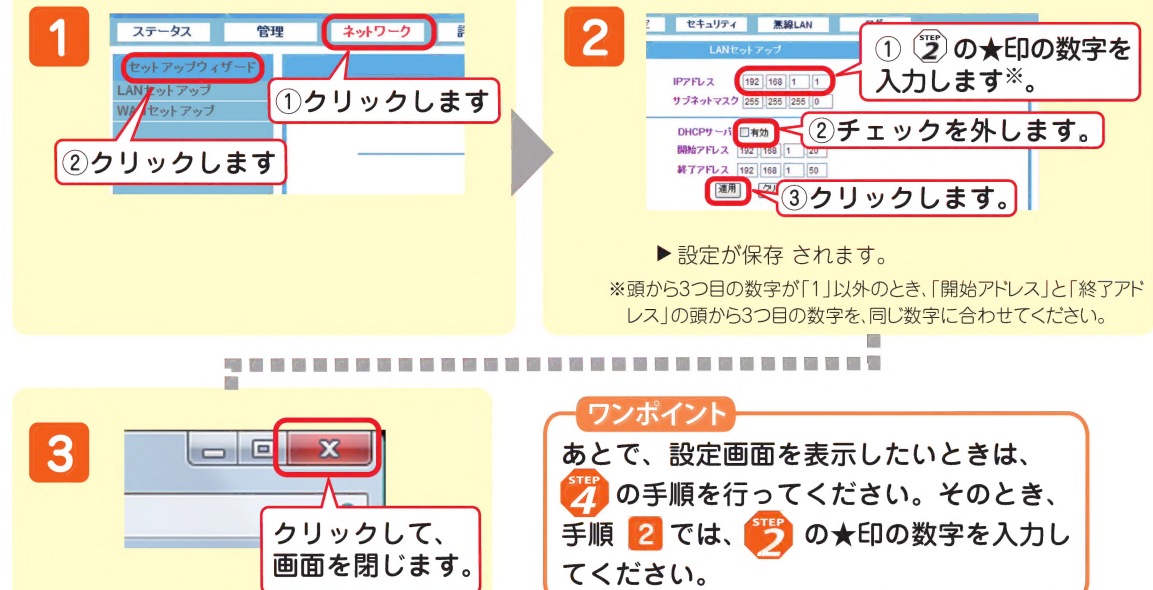 1
ステータス 管理 ネットワーク
セットアップウィザード
LANセットアップ
セットアップ
①クリックします
②クリックします
2
セキュリティ 無線LAN
LANセットアップ
IPアドレス 192 168 1 1
サブネットマスク 255 255 255 0
DHCPサーバ 有効
開始アドレス 192 168 1 20
終了アドレス 192 168 1 50
適用
① STEP 2 の★印の数字を
入力します※。
②チェックを外します。
③クリックします。
▶設定が保存 されます。
※頭から3つ目の数字が「1」以外のとき、「開始アドレス」と「終了アド
レス」の頭から3つ目の数字を、同じ数字に合わせてください。
3
クリックして、
画面を閉じます。
ワンポイント
あとで、設定画面を表示したいときは、
STEP 4 の手順を行ってください。そのとき、
手順 2 では、STEP 2 の★印の数字を入力し
てください。